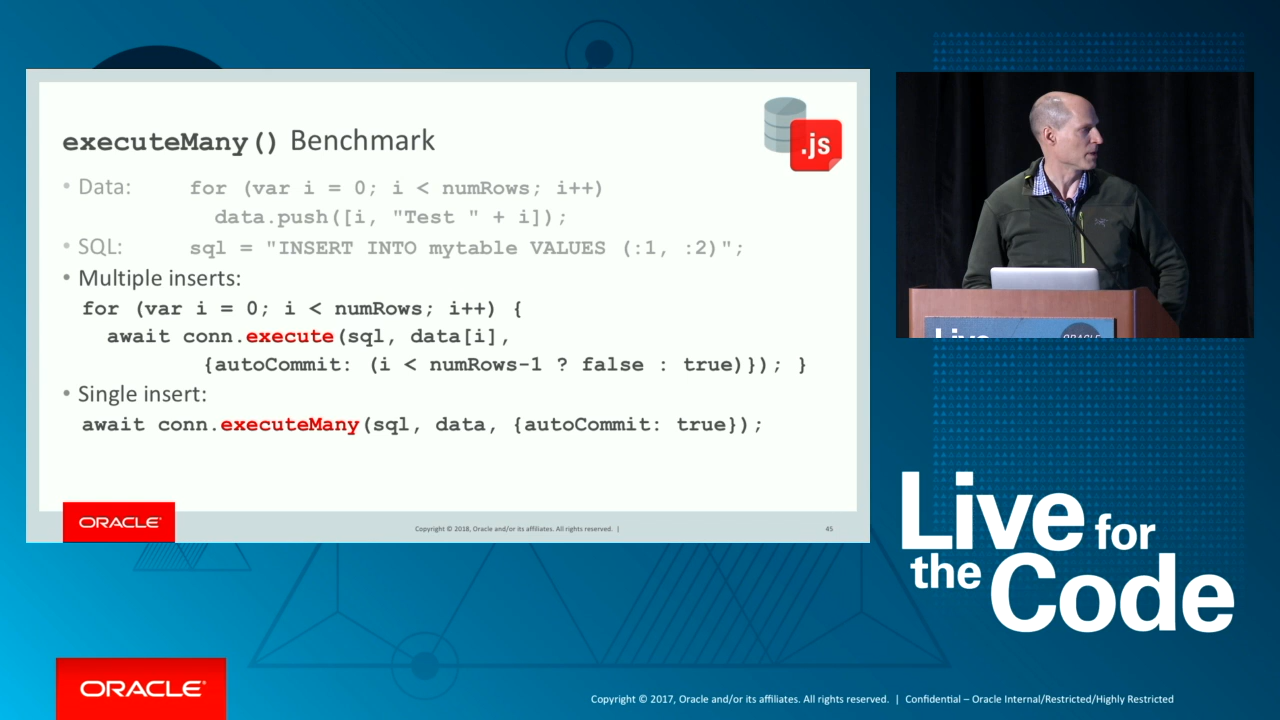 executeMany() Benchmark
.js
• Data: for (var i = 0; i < numRows; i++)
data.push([i, "Test " + i]);
• SQL: sql = "INSERT INTO mytable VALUES (:1, :2)";
• Multiple inserts:
for (var i = 0; i < numRows; i++) {
await conn.execute(sql, data[i],
{autoCommit: (i < numRows-1 ? false : true)}); }
• Single insert:
await conn.executeMany(sql, data, {autoCommit: true});
ORACLE®
Copyright © 2018, Oracle and/or its affiliates. All rights reserved. |
45
Live
ORACLE
Live for
the Code
ORACLE®
Copyright © 2017, Oracle and/or its affiliates. All rights reserved. | Confidential – Oracle Internal/Restricted/Highly Restricted